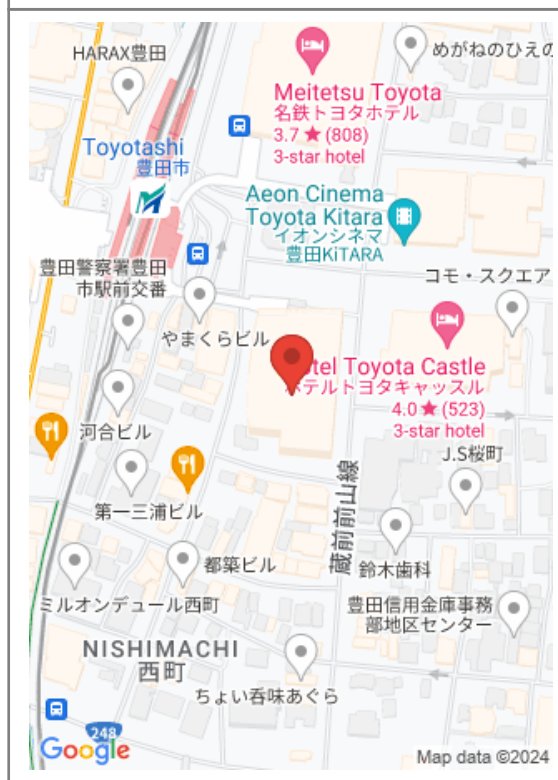 HARAX豊田
めがねのひえの
Meitetsu Toyota
名鉄トヨタホテル
3.7 ★ (808)
3-star hotel
Toyotashi
豊田市
Aeon Cinema
Toyota Kitara
イオンシネマ
豊田KiTARA
豊田警察署豊田
市駅前交番
コモ・スクエア
やまくらビル
tel Toyota Castle
ホテルトヨタキャッスル
4.0 ★ (523)
3-star hotel
河合ビル
J.S桜町
第一三浦ビル
蔵前前山線
都築ビル
鈴木歯科
ミルオンデュール西町
豊田信用金庫事務
部地区センター
NISHIMACHI
西町
ちょい呑味あぐら
248
Google
Map data ©2024